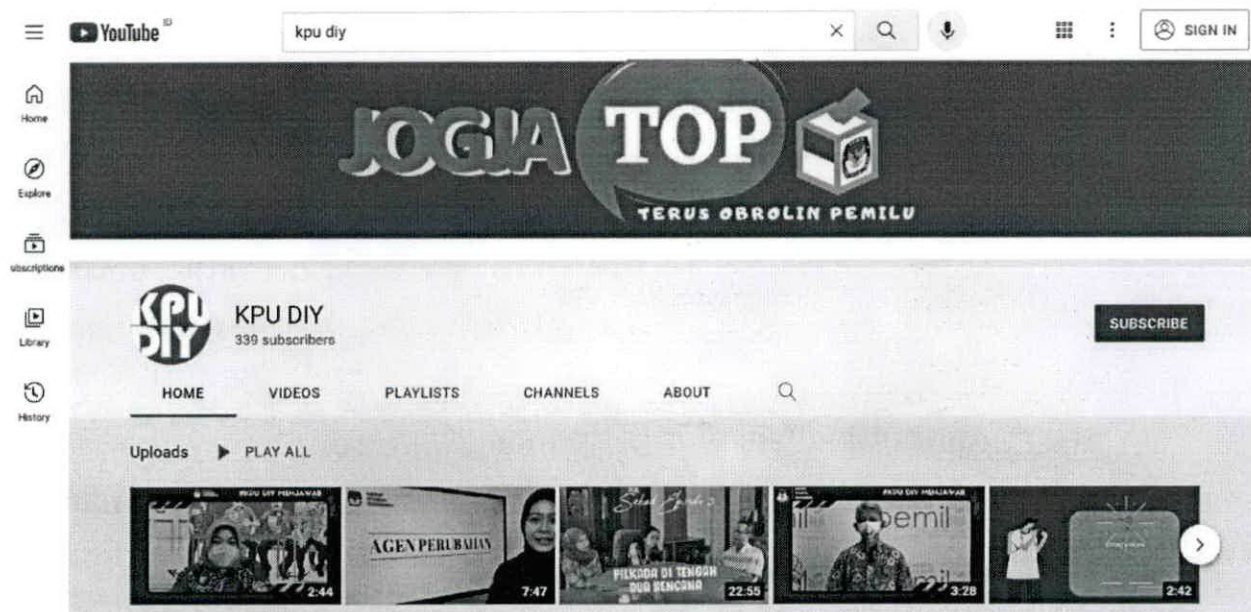 YouTube ID
kpu diy
SIGN IN
Home
Explore
ubscriptions
Library
History
JOGJA TOP
TERUS OBROLIN PEMILU
KPU DIY
KPU DIY
339 subscribers
SUBSCRIBE
HOME VIDEOS PLAYLISTS CHANNELS ABOUT
Uploads PLAY ALL
KPU DIY MENJAWAB
2:44
AGEN PERUBAHAN
7:47
PILKADA DI TENGAH
DUA BENCANA
22:55
KPU DIY MENJAWAB
pemil
3:28
2:42